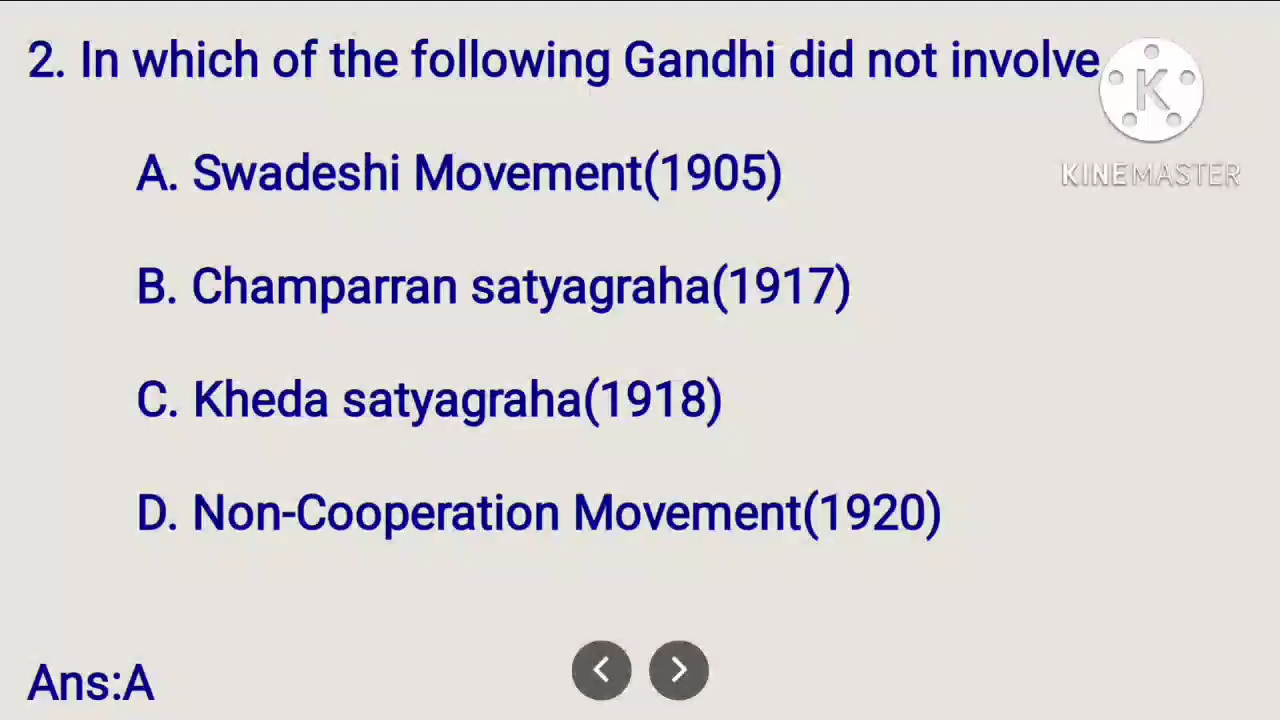 2. In which of the following Gandhi did not involve
K
KINEMASTER
A. Swadeshi Movement(1905)
B. Champarran satyagraha(1917)
C. Kheda satyagraha(1918)
D. Non-Cooperation Movement(1920)
Ans:A